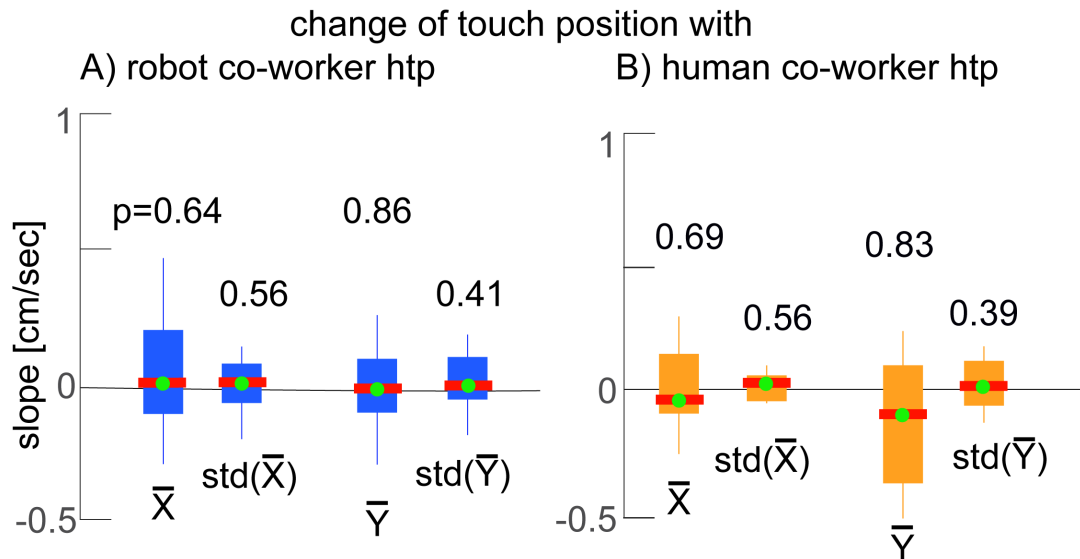 change of touch position with
A) robot co-worker htp
B) human co-worker htp
slope [cm/sec]
1
0
-0.5
p=0.64
0.86
0.56
0.41
X̅
std(X̅)
Y̅
std(Y̅)
1
0
-0.5
0.69
0.83
0.56
0.39
X̅
std(X̅)
Y̅
std(Y̅)